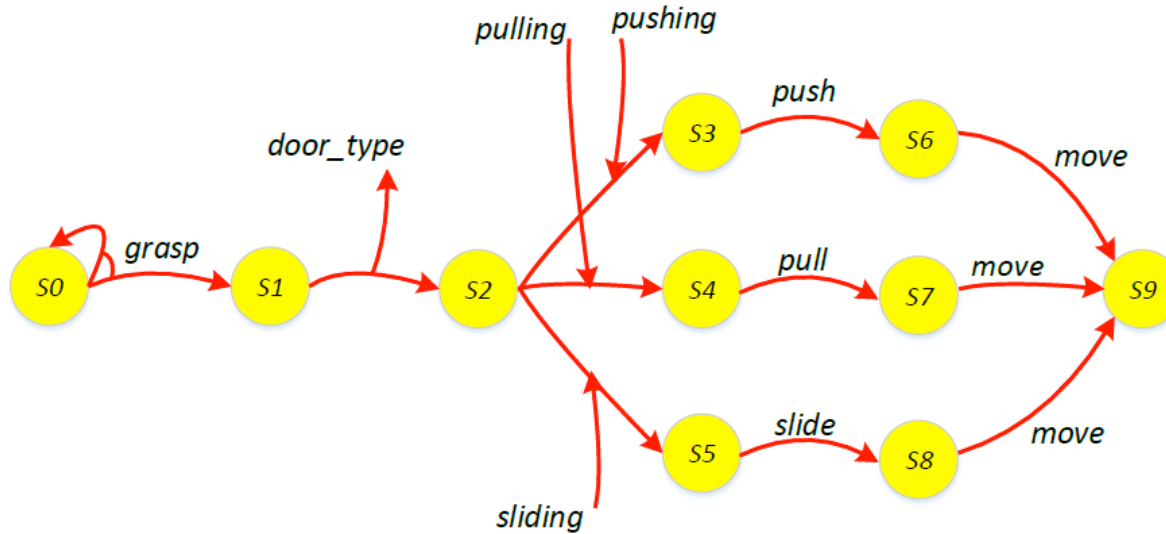 pulling
pushing
door_type
grasp
push
move
pull
move
slide
move
sliding
S0
S1
S2
S3
S4
S5
S6
S7
S8
S9